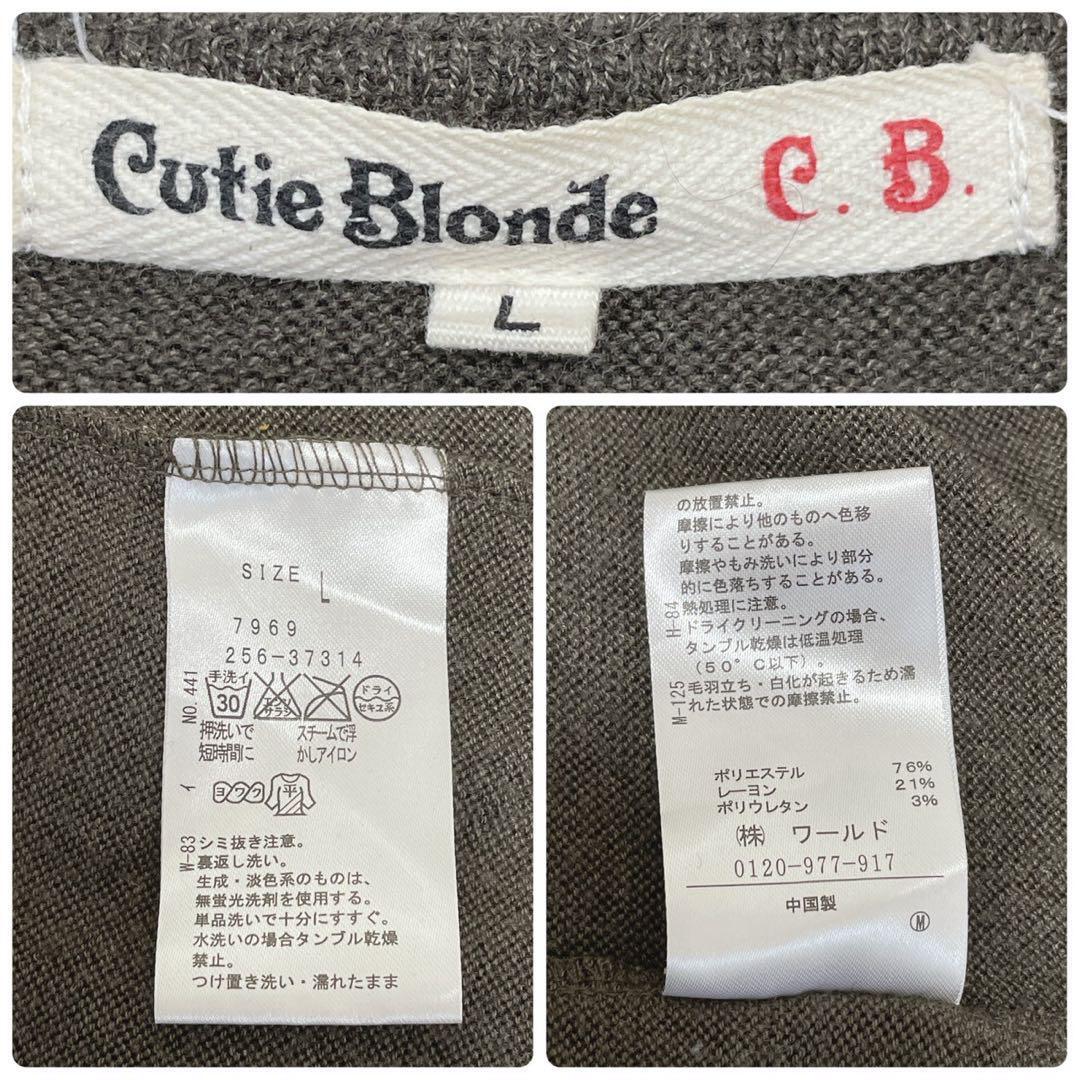 Cutie Blonde C. B.
L
SIZE L
7969
256-37314
NO. 441
手洗イ
30
エンソ
サラシ
ドライ
セキユ系
押洗いで
短時間に
スチームで浮
かしアイロン
イ
ヨワク
平
W-83
シミ抜き注意。
裏返し洗い。
生成・淡色系のものは、
無蛍光洗剤を使用する。
単品洗いで十分にすすぐ。
水洗いの場合タンブル乾燥
禁止。
つけ置き洗い・濡れたまま
の放置禁止。
摩擦により他のものへ色移
りすることがある。
摩擦やもみ洗いにより部分
的に色落ちすることがある。
H-84
熱処理に注意。
ドライクリーニングの場合、
タンブル乾燥は低温処理
（50°C以下）。
M-125
毛羽立ち・白化が起きるため濡
れた状態での摩擦禁止。
ポリエステル 76%
レーヨン 21%
ポリウレタン 3%
㈱ ワールド
0120-977-917
中国製
Ⓜ